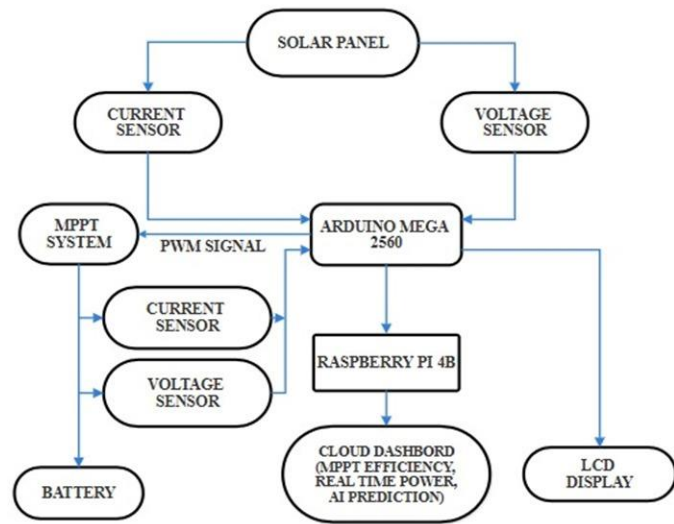 SOLAR PANEL
CURRENT
SENSOR
VOLTAGE
SENSOR
MPPT
SYSTEM
PWM SIGNAL
ARDUINO MEGA
2560
CURRENT
SENSOR
VOLTAGE
SENSOR
RASPBERRY PI 4B
BATTERY
CLOUD DASHBORD
(MPPT EFFICIENCY,
REAL TIME POWER,
AI PREDICTION)
LCD
DISPLAY